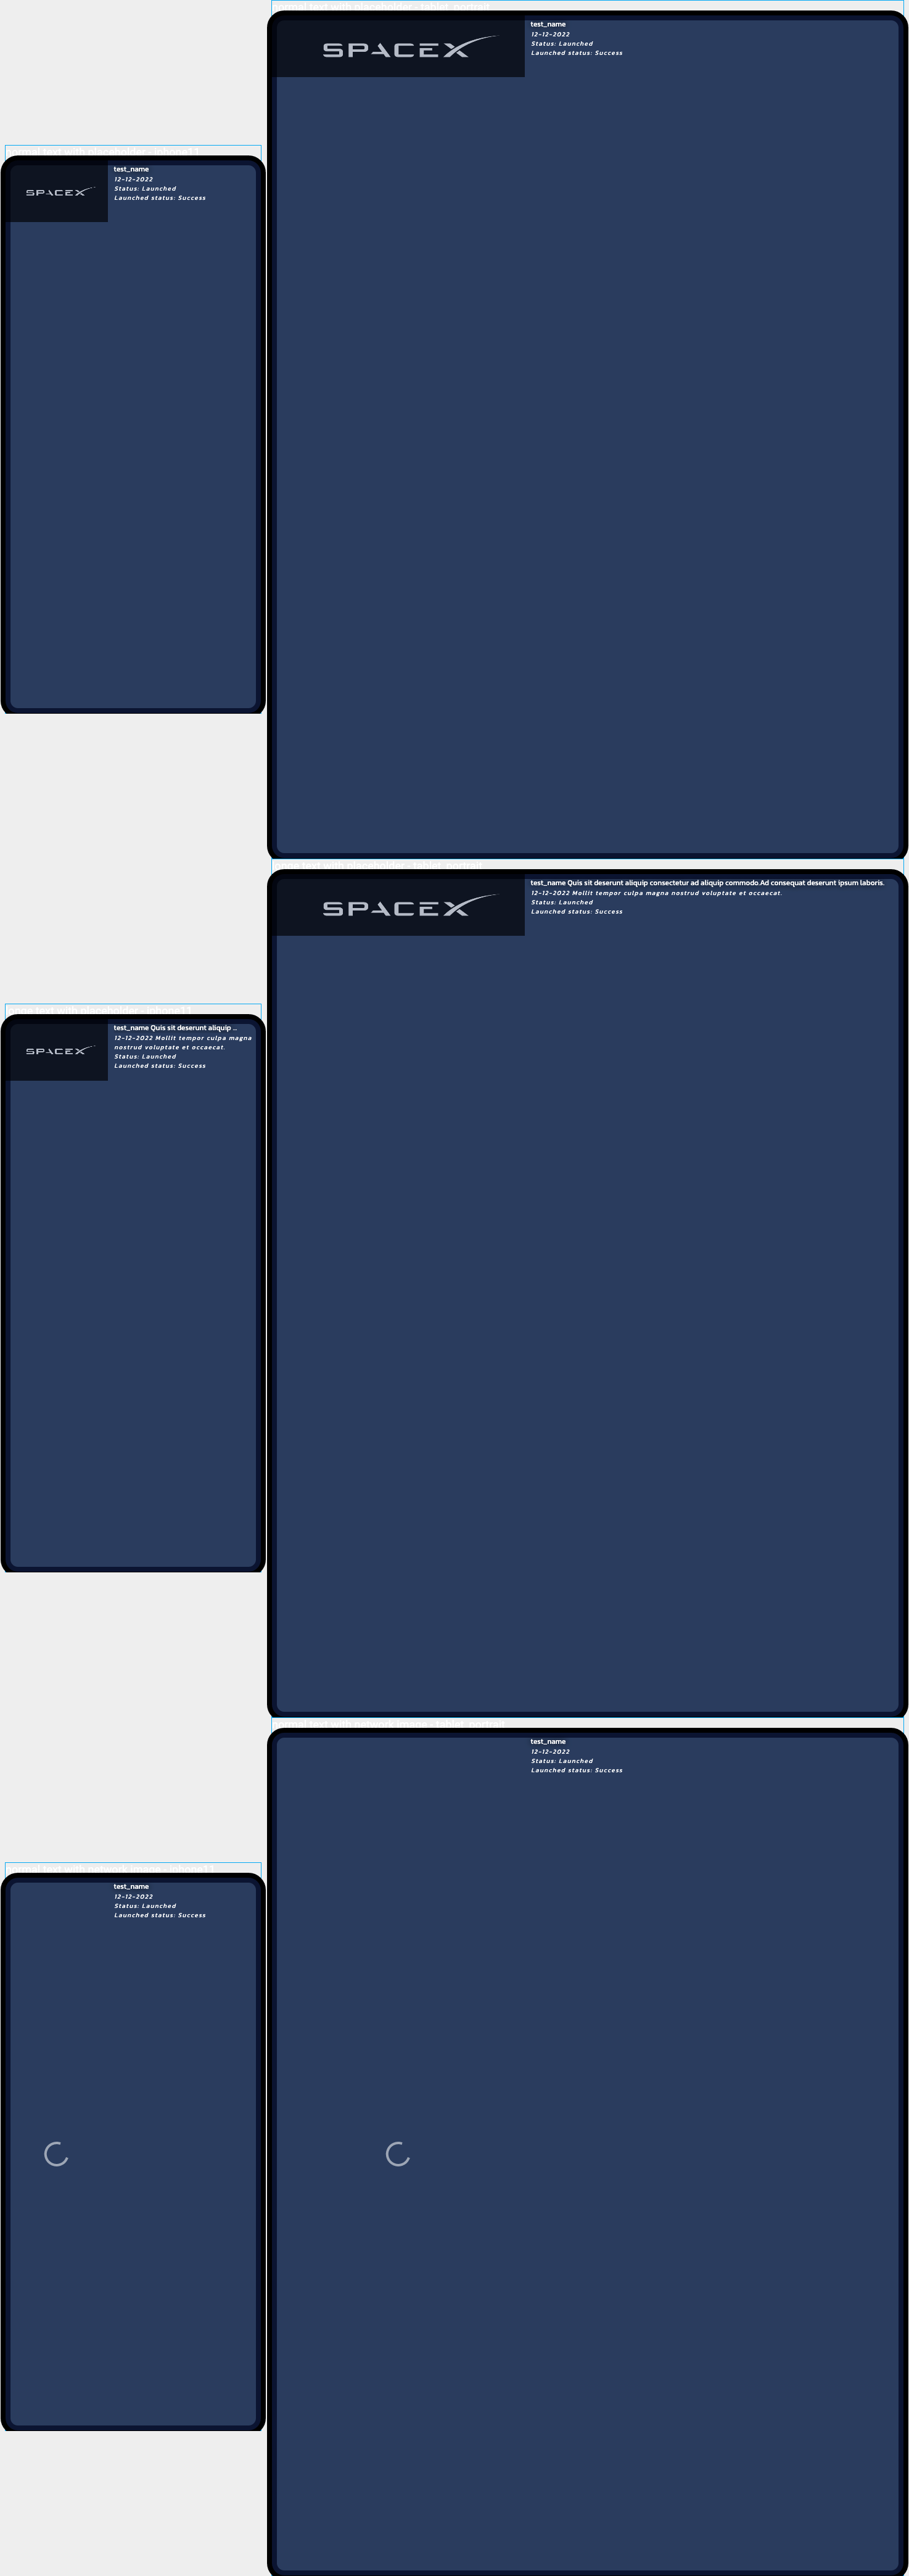 normal text with placeholder - tablet_portrait
SPACEX
test_name
12-12-2022
Status: Launched
Launched status: Success
normal text with placeholder - iphone11
SPACEX
test_name
12-12-2022
Status: Launched
Launched status: Success
text with placeholder - tablet_portrait
SPACEX
test_name Quis sit deserunt aliquip consectetur ad aliquip commodo.Ad consequat deserunt ipsum laboris.
12-12-2022 Mollit tempor culpa magna nostrud voluptate et occaecat.
Status: Launched
Launched status: Success
text with placeholder - iphone11
SPACEX
test_name Quis sit deserunt aliquip ...
12-12-2022 Mollit tempor culpa magna
nostrud voluptate et occaecat.
Status: Launched
Launched status: Success
normal text with network image - tablet_portrait
test_name
12-12-2022
Status: Launched
Launched status: Success
normal text with network image - iphone11
test_name
12-12-2022
Status: Launched
Launched status: Success